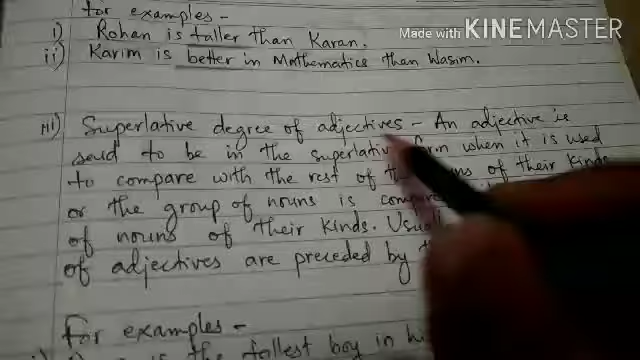 for examples -
Made with KINEMASTER
i) Rohan is taller than Karan.
ii) Karim is better in Mathematics than Wasim.
iii) Superlative degree of adjectives - An adjective is
said to be in the superlative form when it is used
to compare with the rest of the nouns of their kinds
or the group of nouns is
of nouns of their kinds.
of adjectives are preceded by
for examples -
is the tallest boy in